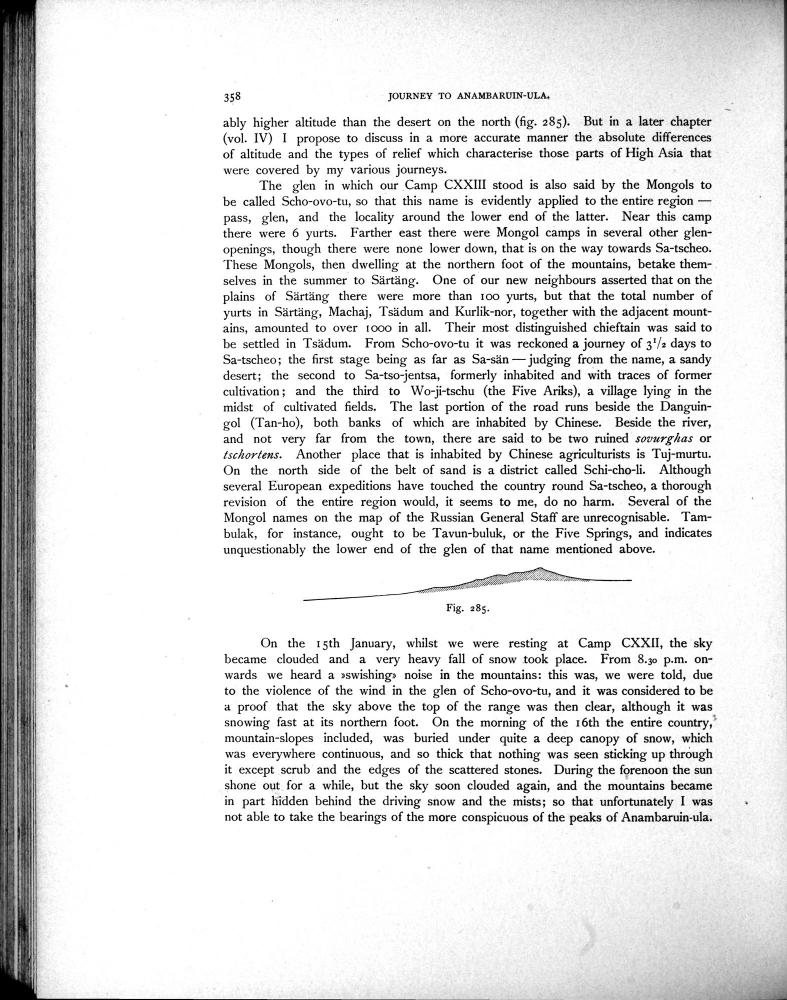 358 JOURNEY TO ANAMBARUIN-ULA.
ably higher altitude than the desert on the north (fig. 285). But in a later chapter
(vol. IV) I propose to discuss in a more accurate manner the absolute differences
of altitude and the types of relief which characterise those parts of High Asia that
were covered by my various journeys.
The glen in which our Camp CXXIII stood is also said by the Mongols to
be called Scho-ovo-tu, so that this name is evidently applied to the entire region —
pass, glen, and the locality around the lower end of the latter. Near this camp
there were 6 yurts. Farther east there were Mongol camps in several other glen-
openings, though there were none lower down, that is on the way towards Sa-tscheo.
These Mongols, then dwelling at the northern foot of the mountains, betake them-
selves in the summer to Särtäng. One of our new neighbours asserted that on the
plains of Särtäng there were more than 100 yurts, but that the total number of
yurts in Särtäng, Machaj, Tsädum and Kurlik-nor, together with the adjacent mount-
ains, amounted to over 1000 in all. Their most distinguished chieftain was said to
be settled in Tsädum. From Scho-ovo-tu it was reckoned a journey of 3¹/₂ days to
Sa-tscheo; the first stage being as far as Sa-sän — judging from the name, a sandy
desert; the second to Sa-tso-jentsa, formerly inhabited and with traces of former
cultivation; and the third to Wo-ji-tschu (the Five Ariks), a village lying in the
midst of cultivated fields. The last portion of the road runs beside the Danguin-
gol (Tan-ho), both banks of which are inhabited by Chinese. Beside the river,
and not very far from the town, there are said to be two ruined sovurghas or
tschortens. Another place that is inhabited by Chinese agriculturists is Tuj-murtu.
On the north side of the belt of sand is a district called Schi-cho-li. Although
several European expeditions have touched the country round Sa-tscheo, a thorough
revision of the entire region would, it seems to me, do no harm. Several of the
Mongol names on the map of the Russian General Staff are unrecognisable. Tam-
bulak, for instance, ought to be Tavun-buluk, or the Five Springs, and indicates
unquestionably the lower end of the glen of that name mentioned above.
Fig. 285.
On the 15th January, whilst we were resting at Camp CXXII, the sky
became clouded and a very heavy fall of snow took place. From 8.30 p.m. on-
wards we heard a »swishing» noise in the mountains: this was, we were told, due
to the violence of the wind in the glen of Scho-ovo-tu, and it was considered to be
a proof that the sky above the top of the range was then clear, although it was
snowing fast at its northern foot. On the morning of the 16th the entire country,
mountain-slopes included, was buried under quite a deep canopy of snow, which
was everywhere continuous, and so thick that nothing was seen sticking up through
it except scrub and the edges of the scattered stones. During the forenoon the sun
shone out for a while, but the sky soon clouded again, and the mountains became
in part hidden behind the driving snow and the mists; so that unfortunately I was
not able to take the bearings of the more conspicuous of the peaks of Anambaruin-ula.